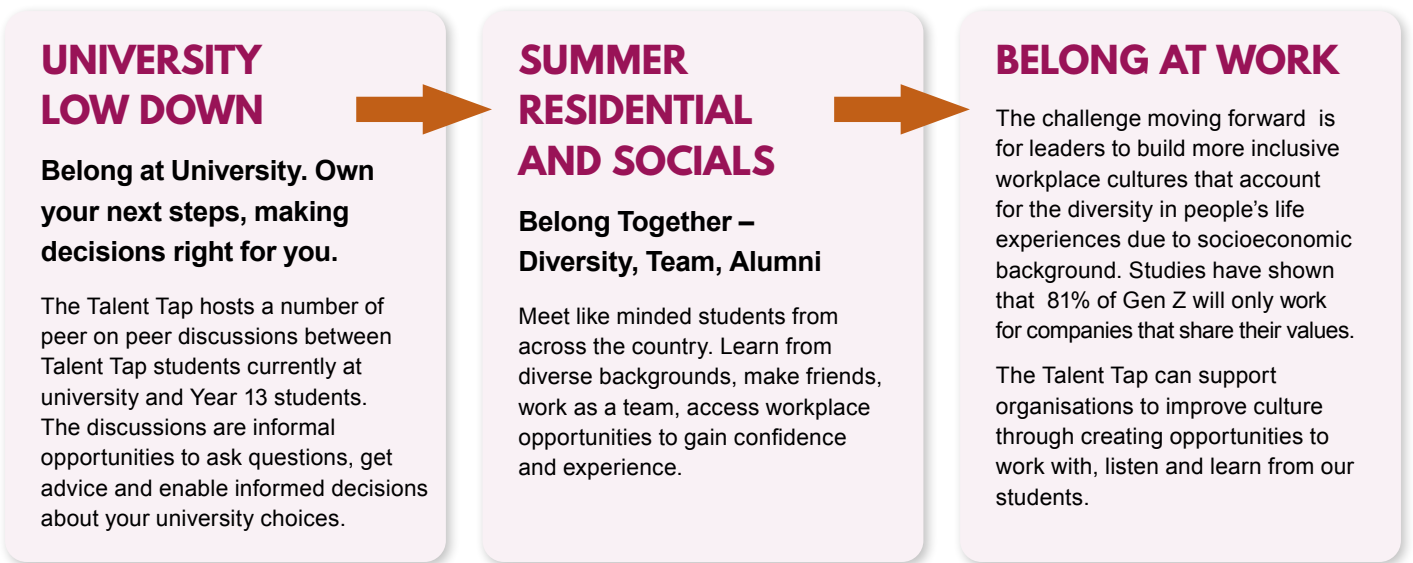 UNIVERSITY
LOW DOWN
Belong at University. Own
your next steps, making
decisions right for you.
The Talent Tap hosts a number of
peer on peer discussions between
Talent Tap students currently at
university and Year 13 students.
The discussions are informal
opportunities to ask questions, get
advice and enable informed decisions
about your university choices.
SUMMER
RESIDENTIAL
AND SOCIALS
Belong Together –
Diversity, Team, Alumni
Meet like minded students from
across the country. Learn from
diverse backgrounds, make friends,
work as a team, access workplace
opportunities to gain confidence
and experience.
BELONG AT WORK
The challenge moving forward  is
for leaders to build more inclusive
workplace cultures that account
for the diversity in people’s life
experiences due to socioeconomic
background. Studies have shown
that  81% of Gen Z will only work
for companies that share their values.
The Talent Tap can support
organisations to improve culture
through creating opportunities to
work with, listen and learn from our
students.